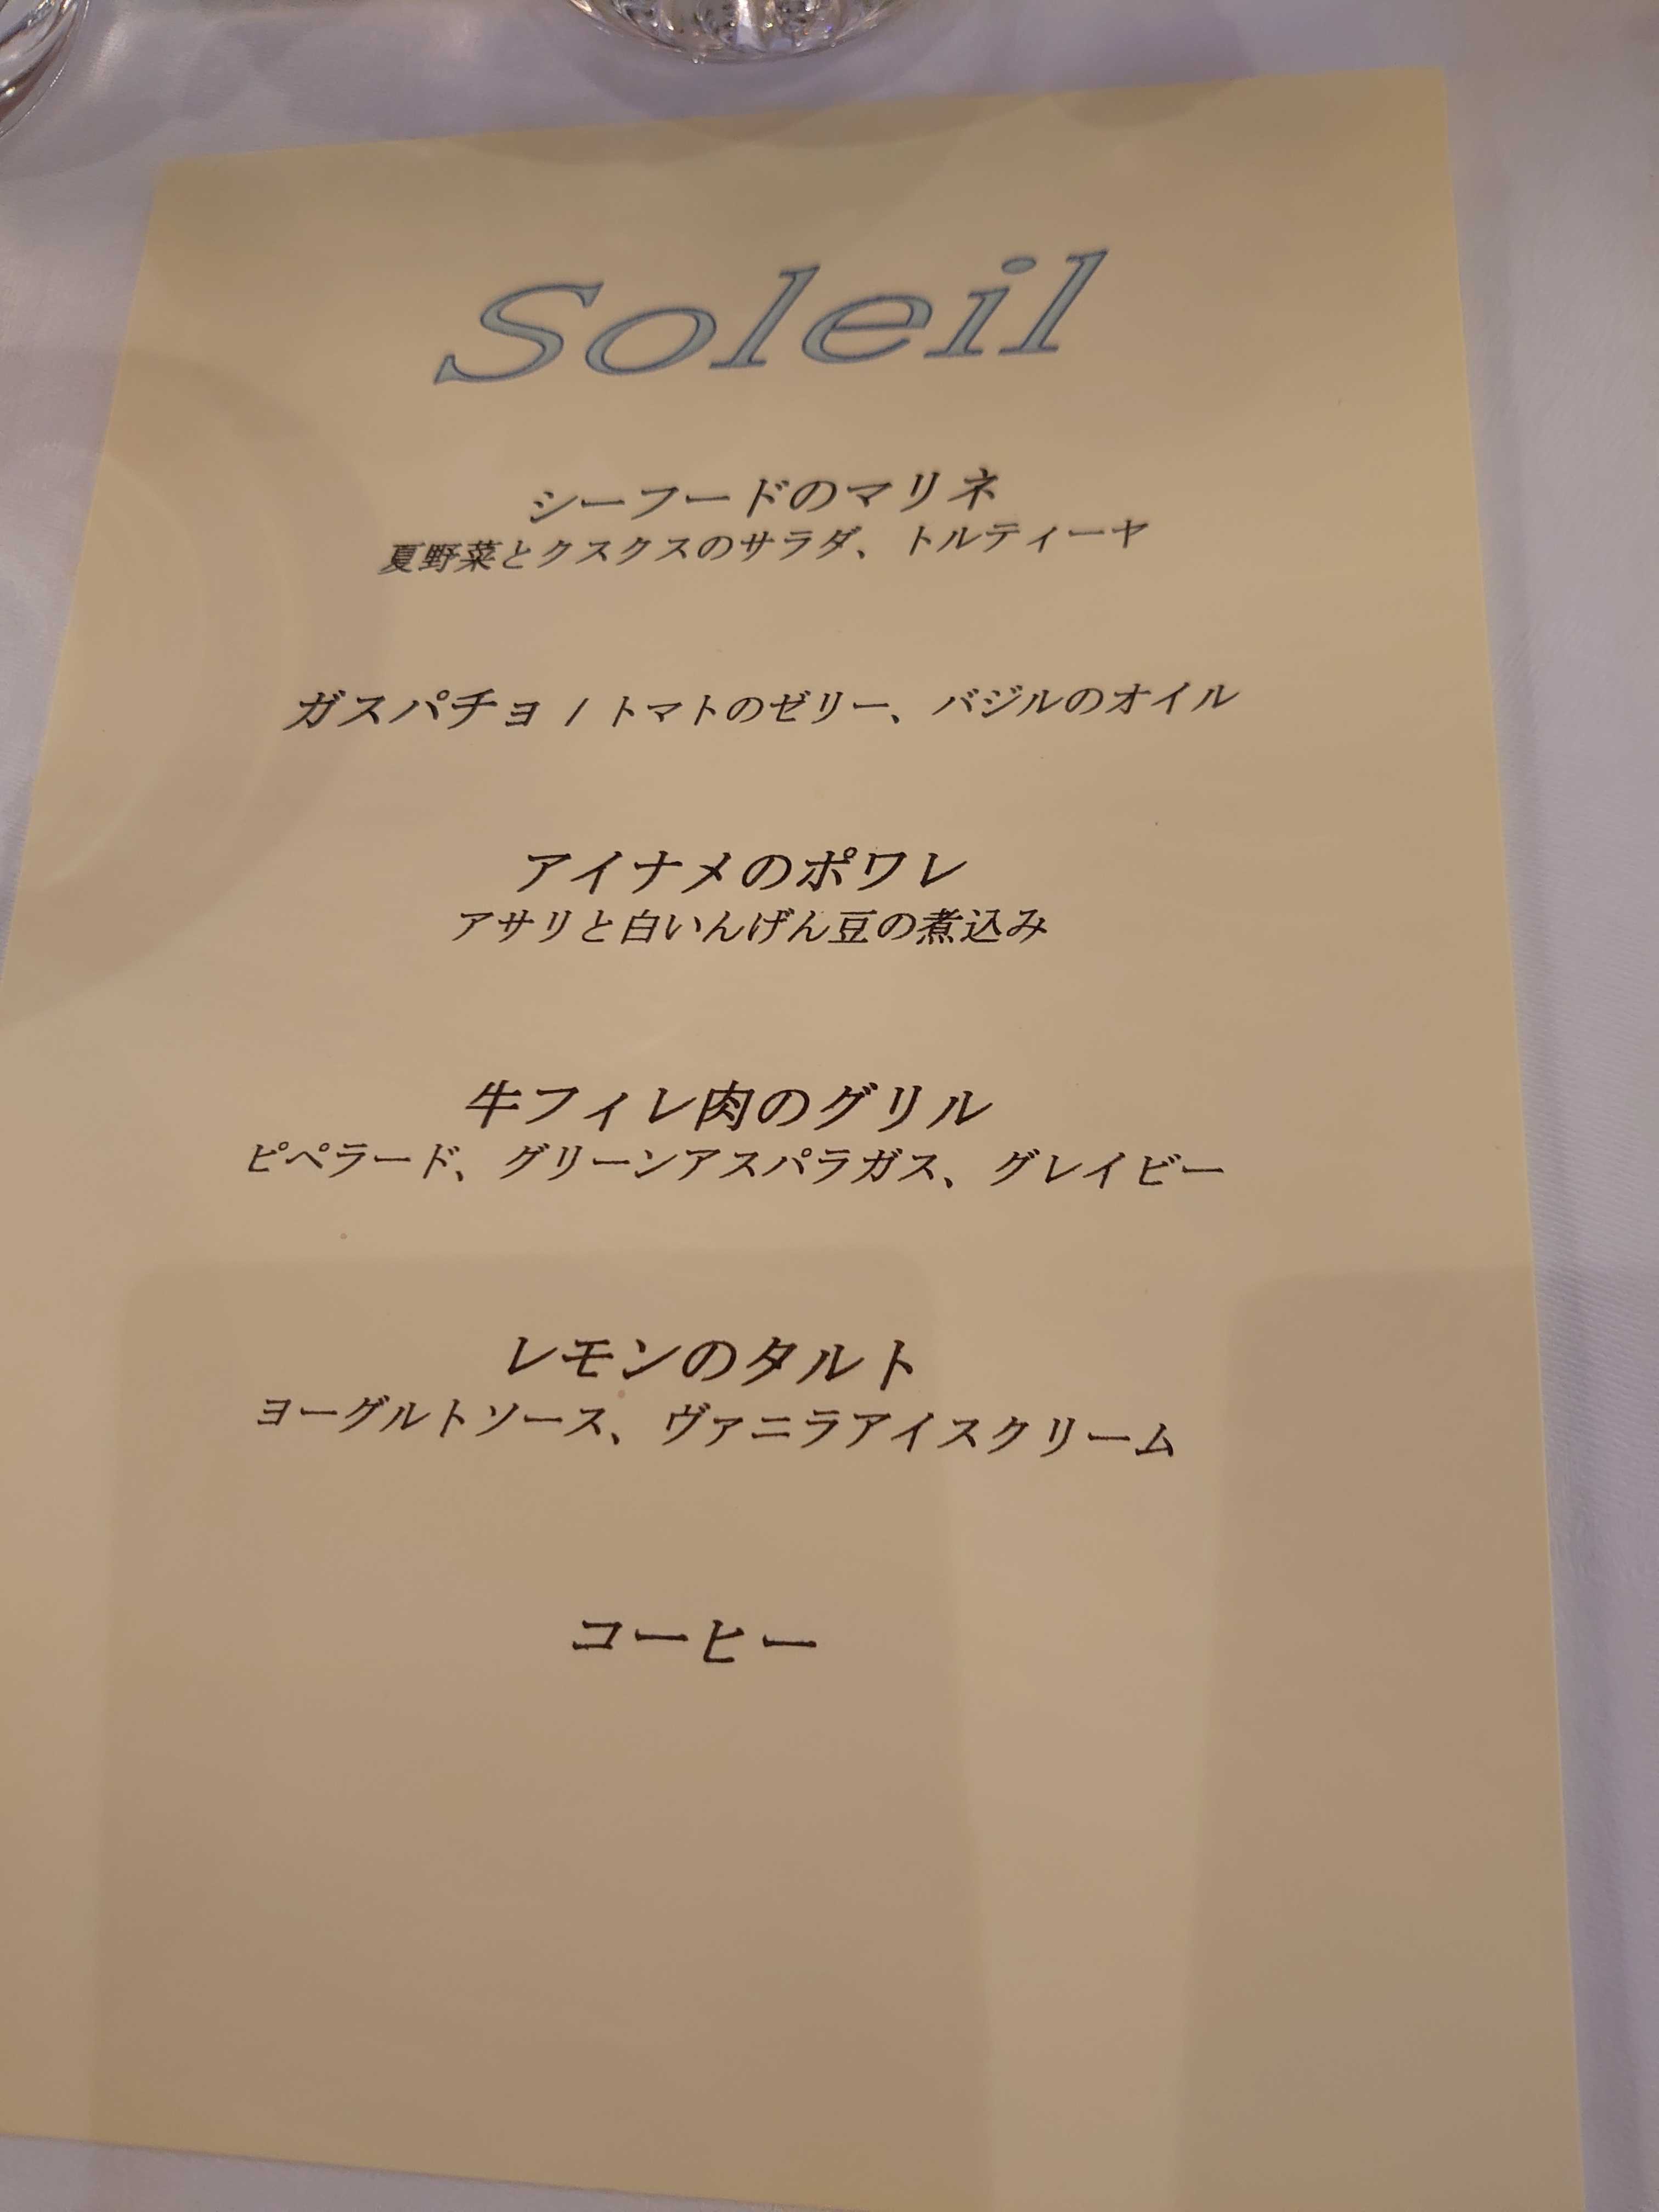 Soleil
シーフードのマリネ
夏野菜とクスクスのサラダ、トルティーヤ
ガスパチョ / トマトのゼリー、バジルのオイル
アイナメのポワレ
アサリと白いんげん豆の煮込み
牛フィレ肉のグリル
ピペラード、グリーンアスパラガス、グレイビー
レモンのタルト
ヨーグルトソース、ヴァニラアイスクリーム
コーヒー